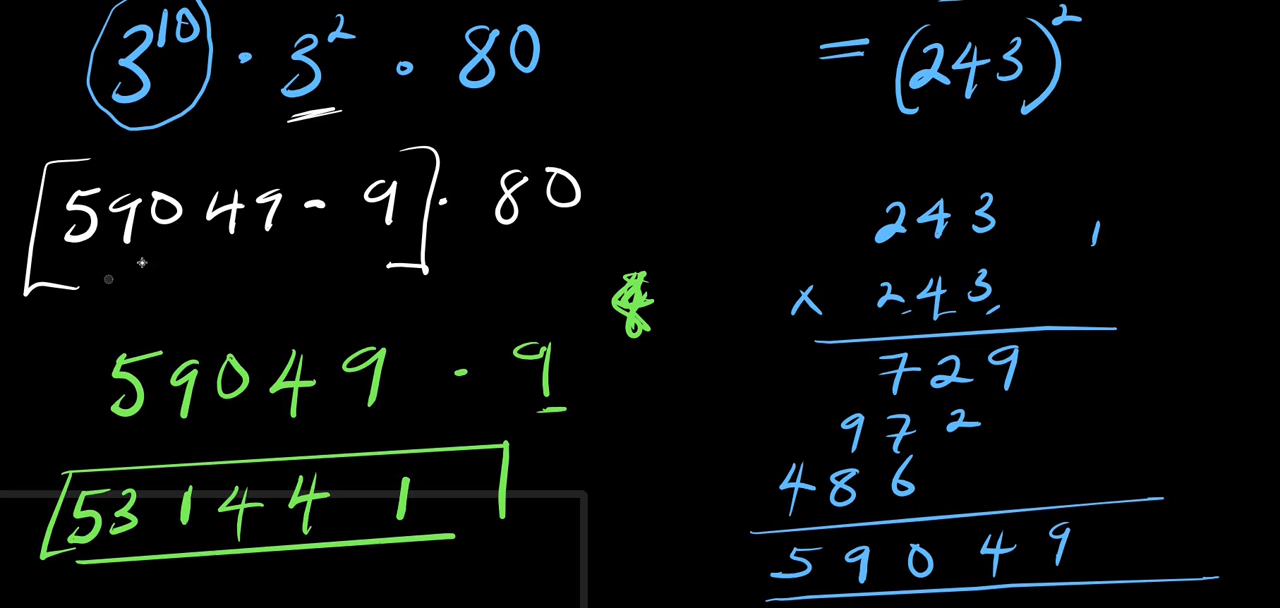 3^10 · 3^2 · 80
[59049 - 9] · 80
59049 · 9
531441
= (243)^2
243
x 243
729
972
486
59049